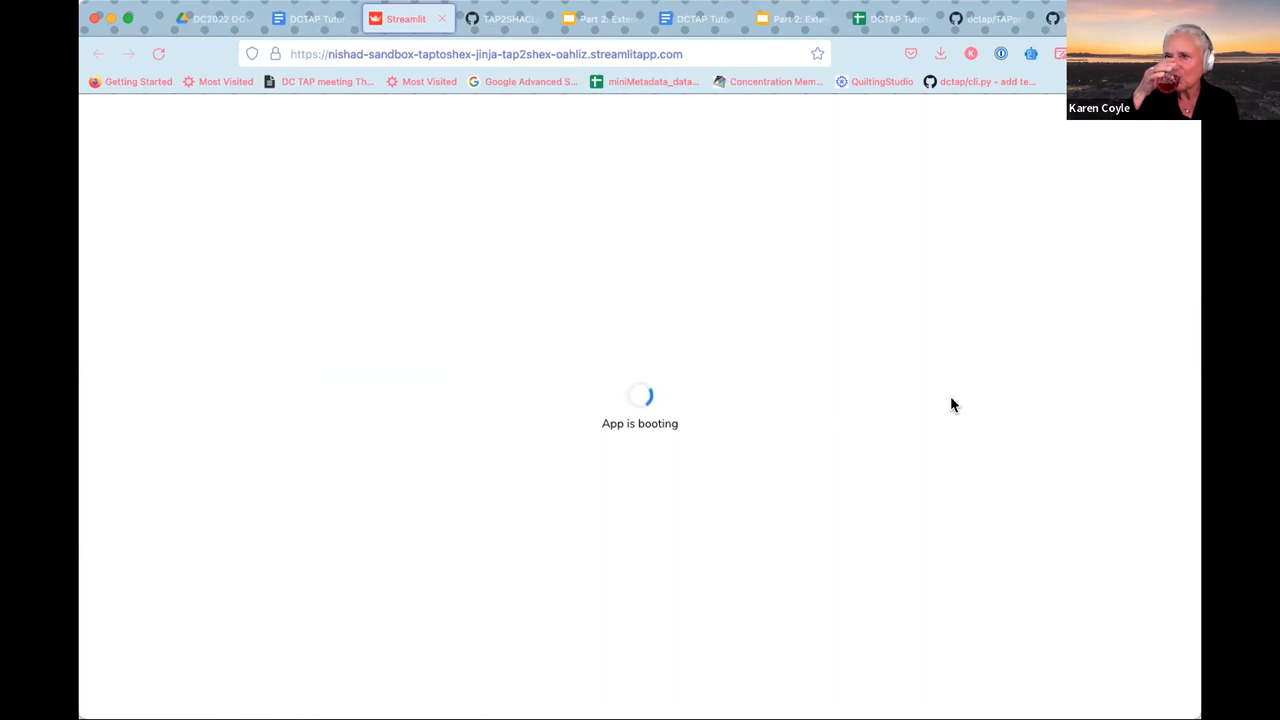 DC2022 DC
DCTAP Tuto
Streamlit
TAP2SHACL
Part 2: Exte
DCTAP Tuto
Part 2: Exte
DCTAP Tuto
dctap/TAP
https://nishad-sandbox-taptoshex-jinja-tap2shex-oahliz.streamlitapp.com
K
Getting Started
Most Visited
DC TAP meeting Th...
Most Visited
Google Advanced S...
miniMetadata_data...
Concentration Mem...
QuiltingStudio
dctap/cli.py - add te...
Karen Coyle
App is booting